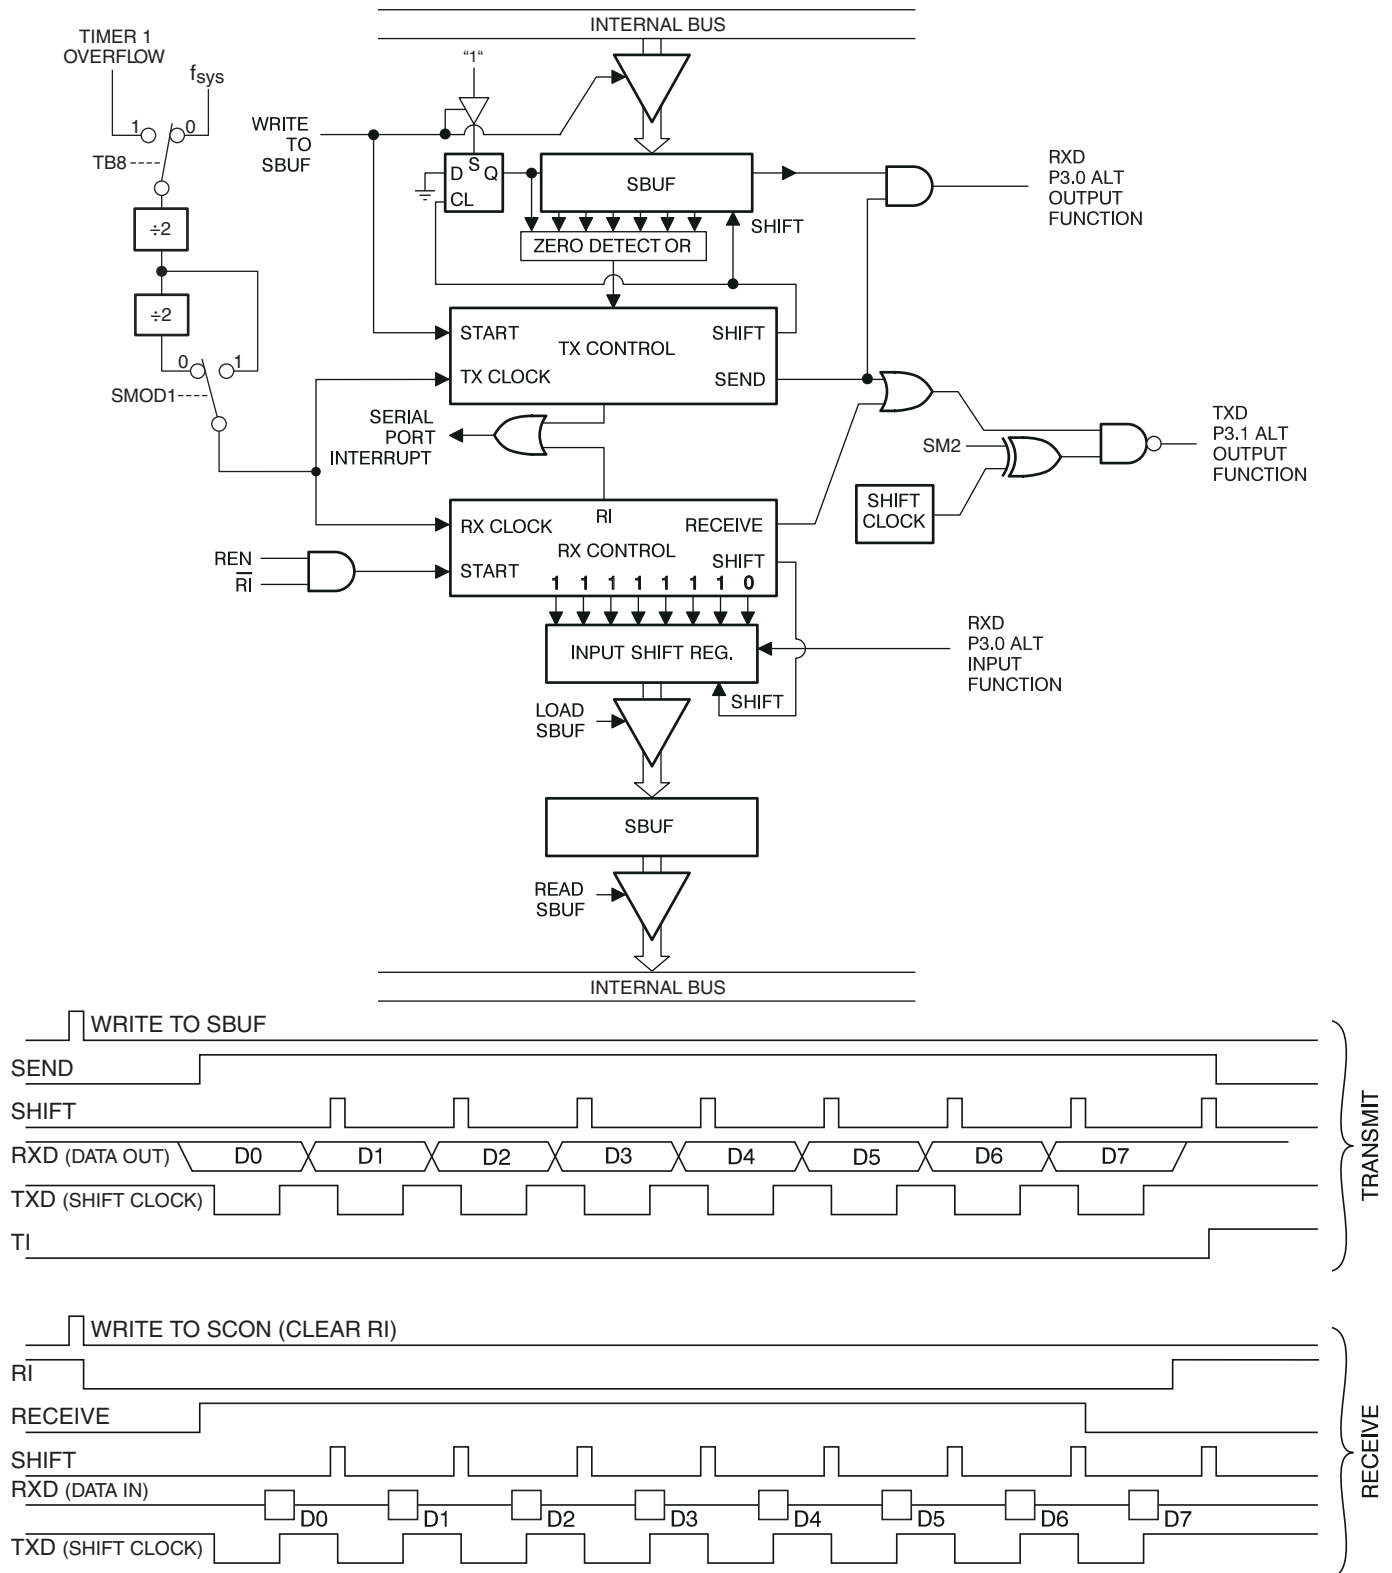 INTERNAL BUS
TIMER 1
OVERFLOW
fsys
1
0
TB8
÷2
÷2
0
1
SMOD1
"1"
WRITE
TO
SBUF
S
D
Q
CL
SBUF
SHIFT
ZERO DETECT OR
RXD
P3.0 ALT
OUTPUT
FUNCTION
START
SHIFT
TX CONTROL
TX CLOCK
SEND
SERIAL
PORT
INTERRUPT
SM2
TXD
P3.1 ALT
OUTPUT
FUNCTION
SHIFT
CLOCK
RX CLOCK
RI
RECEIVE
RX CONTROL
SHIFT
START
1 1 1 1 1 1 1 0
REN
R̅I̅
INPUT SHIFT REG.
RXD
P3.0 ALT
INPUT
FUNCTION
SHIFT
LOAD
SBUF
SBUF
READ
SBUF
INTERNAL BUS
WRITE TO SBUF
SEND
SHIFT
RXD (DATA OUT) D0 D1 D2 D3 D4 D5 D6 D7
TXD (SHIFT CLOCK)
TI
TRANSMIT
WRITE TO SCON (CLEAR RI)
RI
RECEIVE
SHIFT
RXD (DATA IN)
D0 D1 D2 D3 D4 D5 D6 D7
TXD (SHIFT CLOCK)
RECEIVE